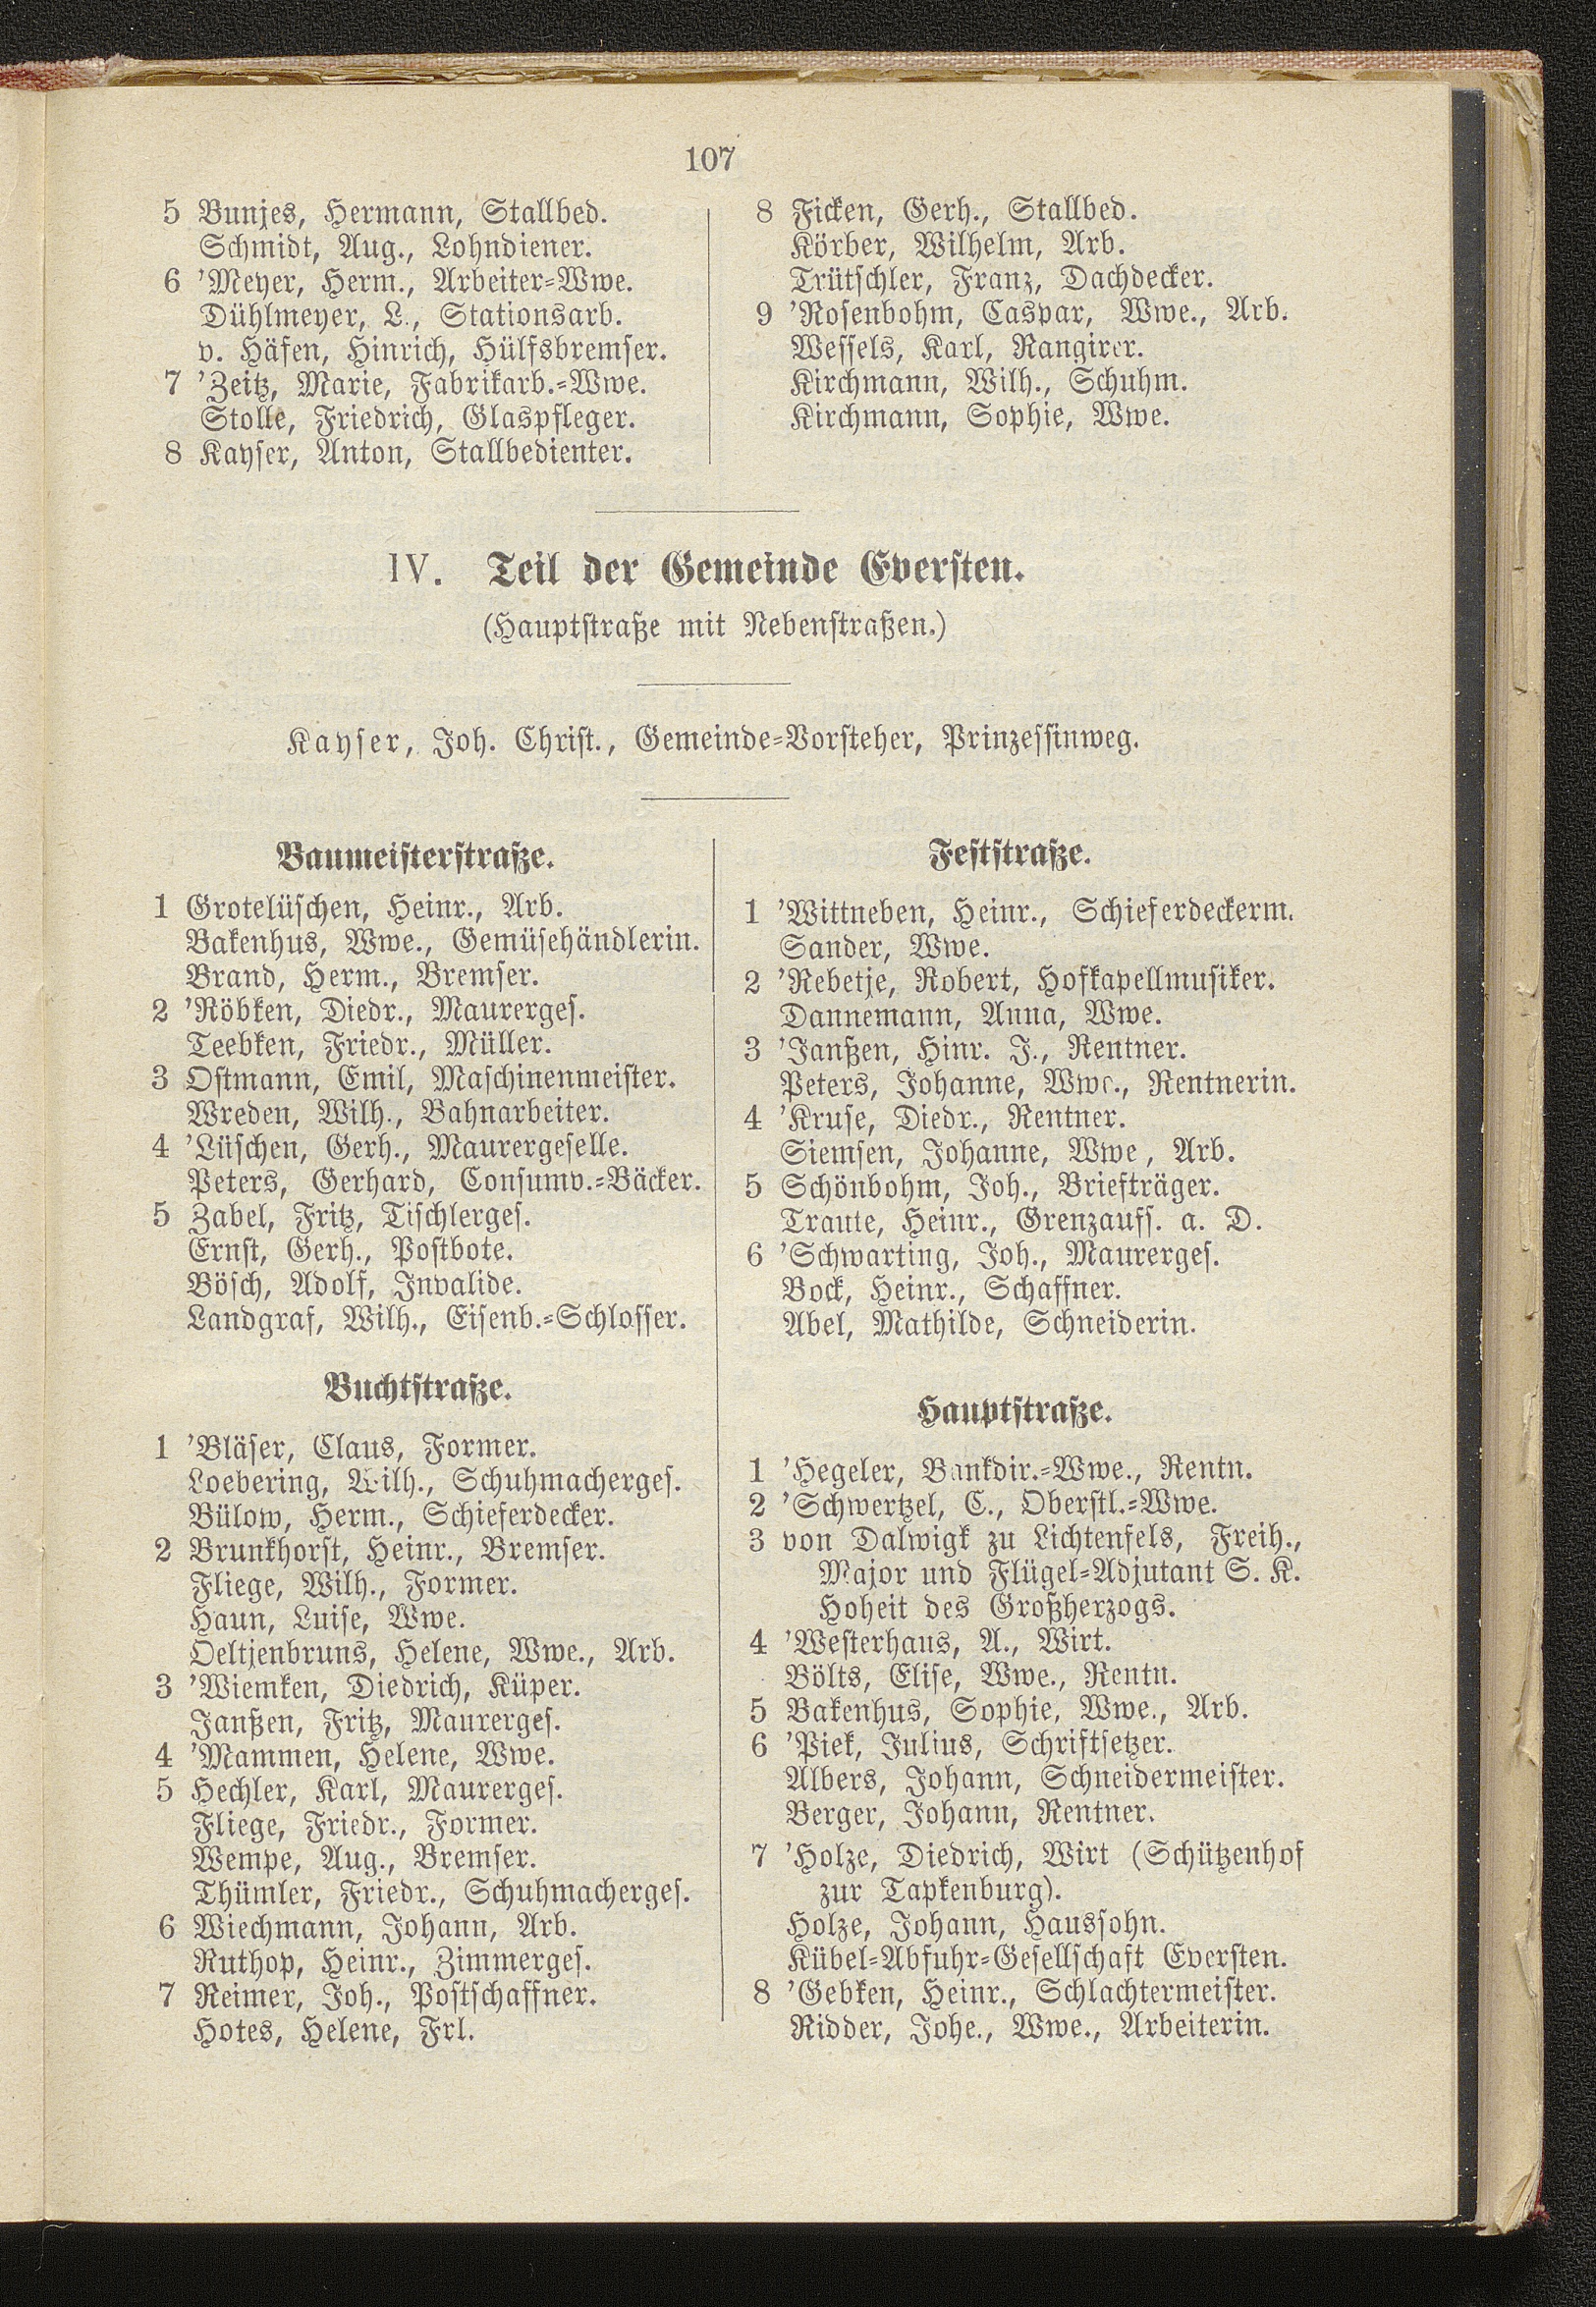 107
5 Bunjes, Hermann, Stallbed.
Schmidt, Aug., Lohndiener.
6 'Meyer, Herm., Arbeiter-Wwe.
Dühlmeyer, L., Stationsarb.
v. Häfen, Hinrich, Hülfsbremser.
7 'Zeitz, Marie, Fabrikarb.-Wwe.
Stolle, Friedrich, Glaspfleger.
8 Kayser, Anton, Stallbedienter.
8 Ficken, Gerh., Stallbed.
Körber, Wilhelm, Arb.
Trütschler, Franz, Dachdecker.
9 'Rosenbohm, Caspar, Wwe., Arb.
Wessels, Karl, Rangirer.
Kirchmann, Wilh., Schuhm.
Kirchmann, Sophie, Wwe.
IV. Teil der Gemeinde Eversten.
(Hauptstraße mit Nebenstraßen.)
Kayser, Joh. Christ., Gemeinde-Vorsteher, Prinzessinweg.
Baumeisterstraße.
1 Grotelüschen, Heinr., Arb.
Bakenhus, Wwe., Gemüsehändlerin.
Brand, Herm., Bremser.
2 'Röbken, Diedr., Maurerges.
Teebken, Friedr., Müller.
3 Ostmann, Emil, Maschinenmeister.
Wreden, Wilh., Bahnarbeiter.
4 'Lüschen, Gerh., Maurergeselle.
Peters, Gerhard, Consumv.-Bäcker.
5 Zabel, Fritz, Tischlerges.
Ernst, Gerh., Postbote.
Bösch, Adolf, Invalide.
Landgraf, Wilh., Eisenb.-Schlosser.
Buchtstraße.
1 'Bläser, Claus, Former.
Loebering, Wilh., Schuhmacherges.
Bülow, Herm., Schieferdecker.
2 Brunkhorst, Heinr., Bremser.
Fliege, Wilh., Former.
Haun, Luise, Wwe.
Oeltjenbruns, Helene, Wwe., Arb.
3 'Wiemken, Diedrich, Küper.
Janßen, Fritz, Maurerges.
4 'Mammen, Helene, Wwe.
5 Hechler, Karl, Maurerges.
Fliege, Friedr., Former.
Wempe, Aug., Bremser.
Thümler, Friedr., Schuhmacherges.
6 Wiechmann, Johann, Arb.
Ruthop, Heinr., Zimmerges.
7 Reimer, Joh., Postschaffner.
Hotes, Helene, Frl.
Feststraße.
1 'Wittneben, Heinr., Schieferdeckerm.
Sander, Wwe.
2 'Rebetje, Robert, Hofkapellmusiker.
Dannemann, Anna, Wwe.
3 'Janßen, Hinr. J., Rentner.
Peters, Johanne, Wwe., Rentnerin.
4 'Kruse, Diedr., Rentner.
Siemsen, Johanne, Wwe, Arb.
5 Schönbohm, Joh., Briefträger.
Traute, Heinr., Grenzaufs. a. D.
6 'Schwarting, Joh., Maurerges.
Bock, Heinr., Schaffner.
Abel, Mathilde, Schneiderin.
Hauptstraße.
1 'Hegeler, Bankdir.-Wwe., Rentn.
2 'Schwertzel, C., Oberstl.-Wwe.
3 von Dalwigk zu Lichtenfels, Freih.,
Major und Flügel-Adjutant S. K.
Hoheit des Großherzogs.
4 'Westerhaus, A., Wirt.
Bölts, Elise, Wwe., Rentn.
5 Bakenhus, Sophie, Wwe., Arb.
6 'Piek, Julius, Schriftsetzer.
Albers, Johann, Schneidermeister.
Berger, Johann, Rentner.
7 'Holze, Diedrich, Wirt (Schützenhof
zur Tapkenburg).
Holze, Johann, Haussohn.
Kübel-Abfuhr-Gesellschaft Eversten.
8 'Gebken, Heinr., Schlachtermeister.
Ridder, Johe., Wwe., Arbeiterin.